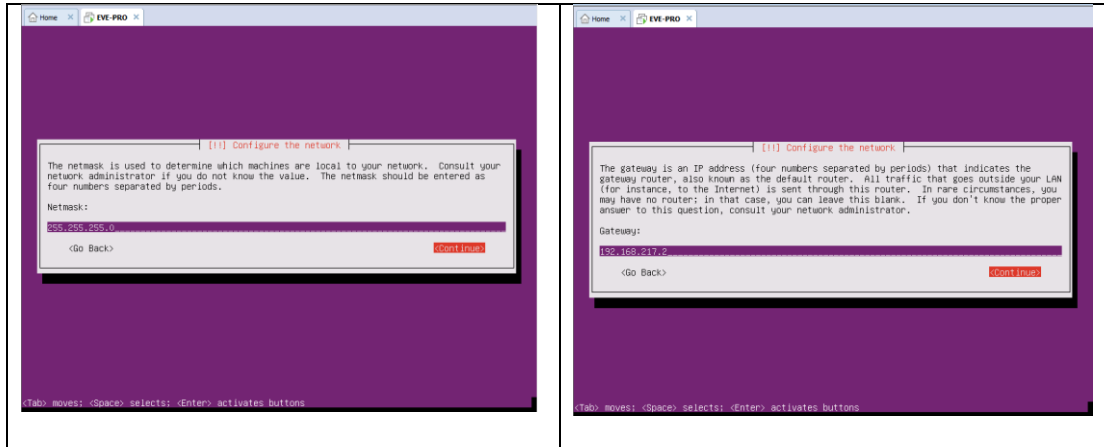 Home × EVE-PRO ×
[!!] Configure the network
The netmask is used to determine which machines are local to your network. Consult your
network administrator if you do not know the value. The netmask should be entered as
four numbers separated by periods.
Netmask:
255.255.255.0
<Go Back> <Continue>
<Tab> moves; <Space> selects; <Enter> activates buttons
Home × EVE-PRO ×
[!!] Configure the network
The gateway is an IP address (four numbers separated by periods) that indicates the
gateway router, also known as the default router. All traffic that goes outside your LAN
(for instance, to the Internet) is sent through this router. In rare circumstances, you
may have no router; in that case, you can leave this blank. If you don't know the proper
answer to this question, consult your network administrator.
Gateway:
192.168.217.2
<Go Back> <Continue>
<Tab> moves; <Space> selects; <Enter> activates buttons